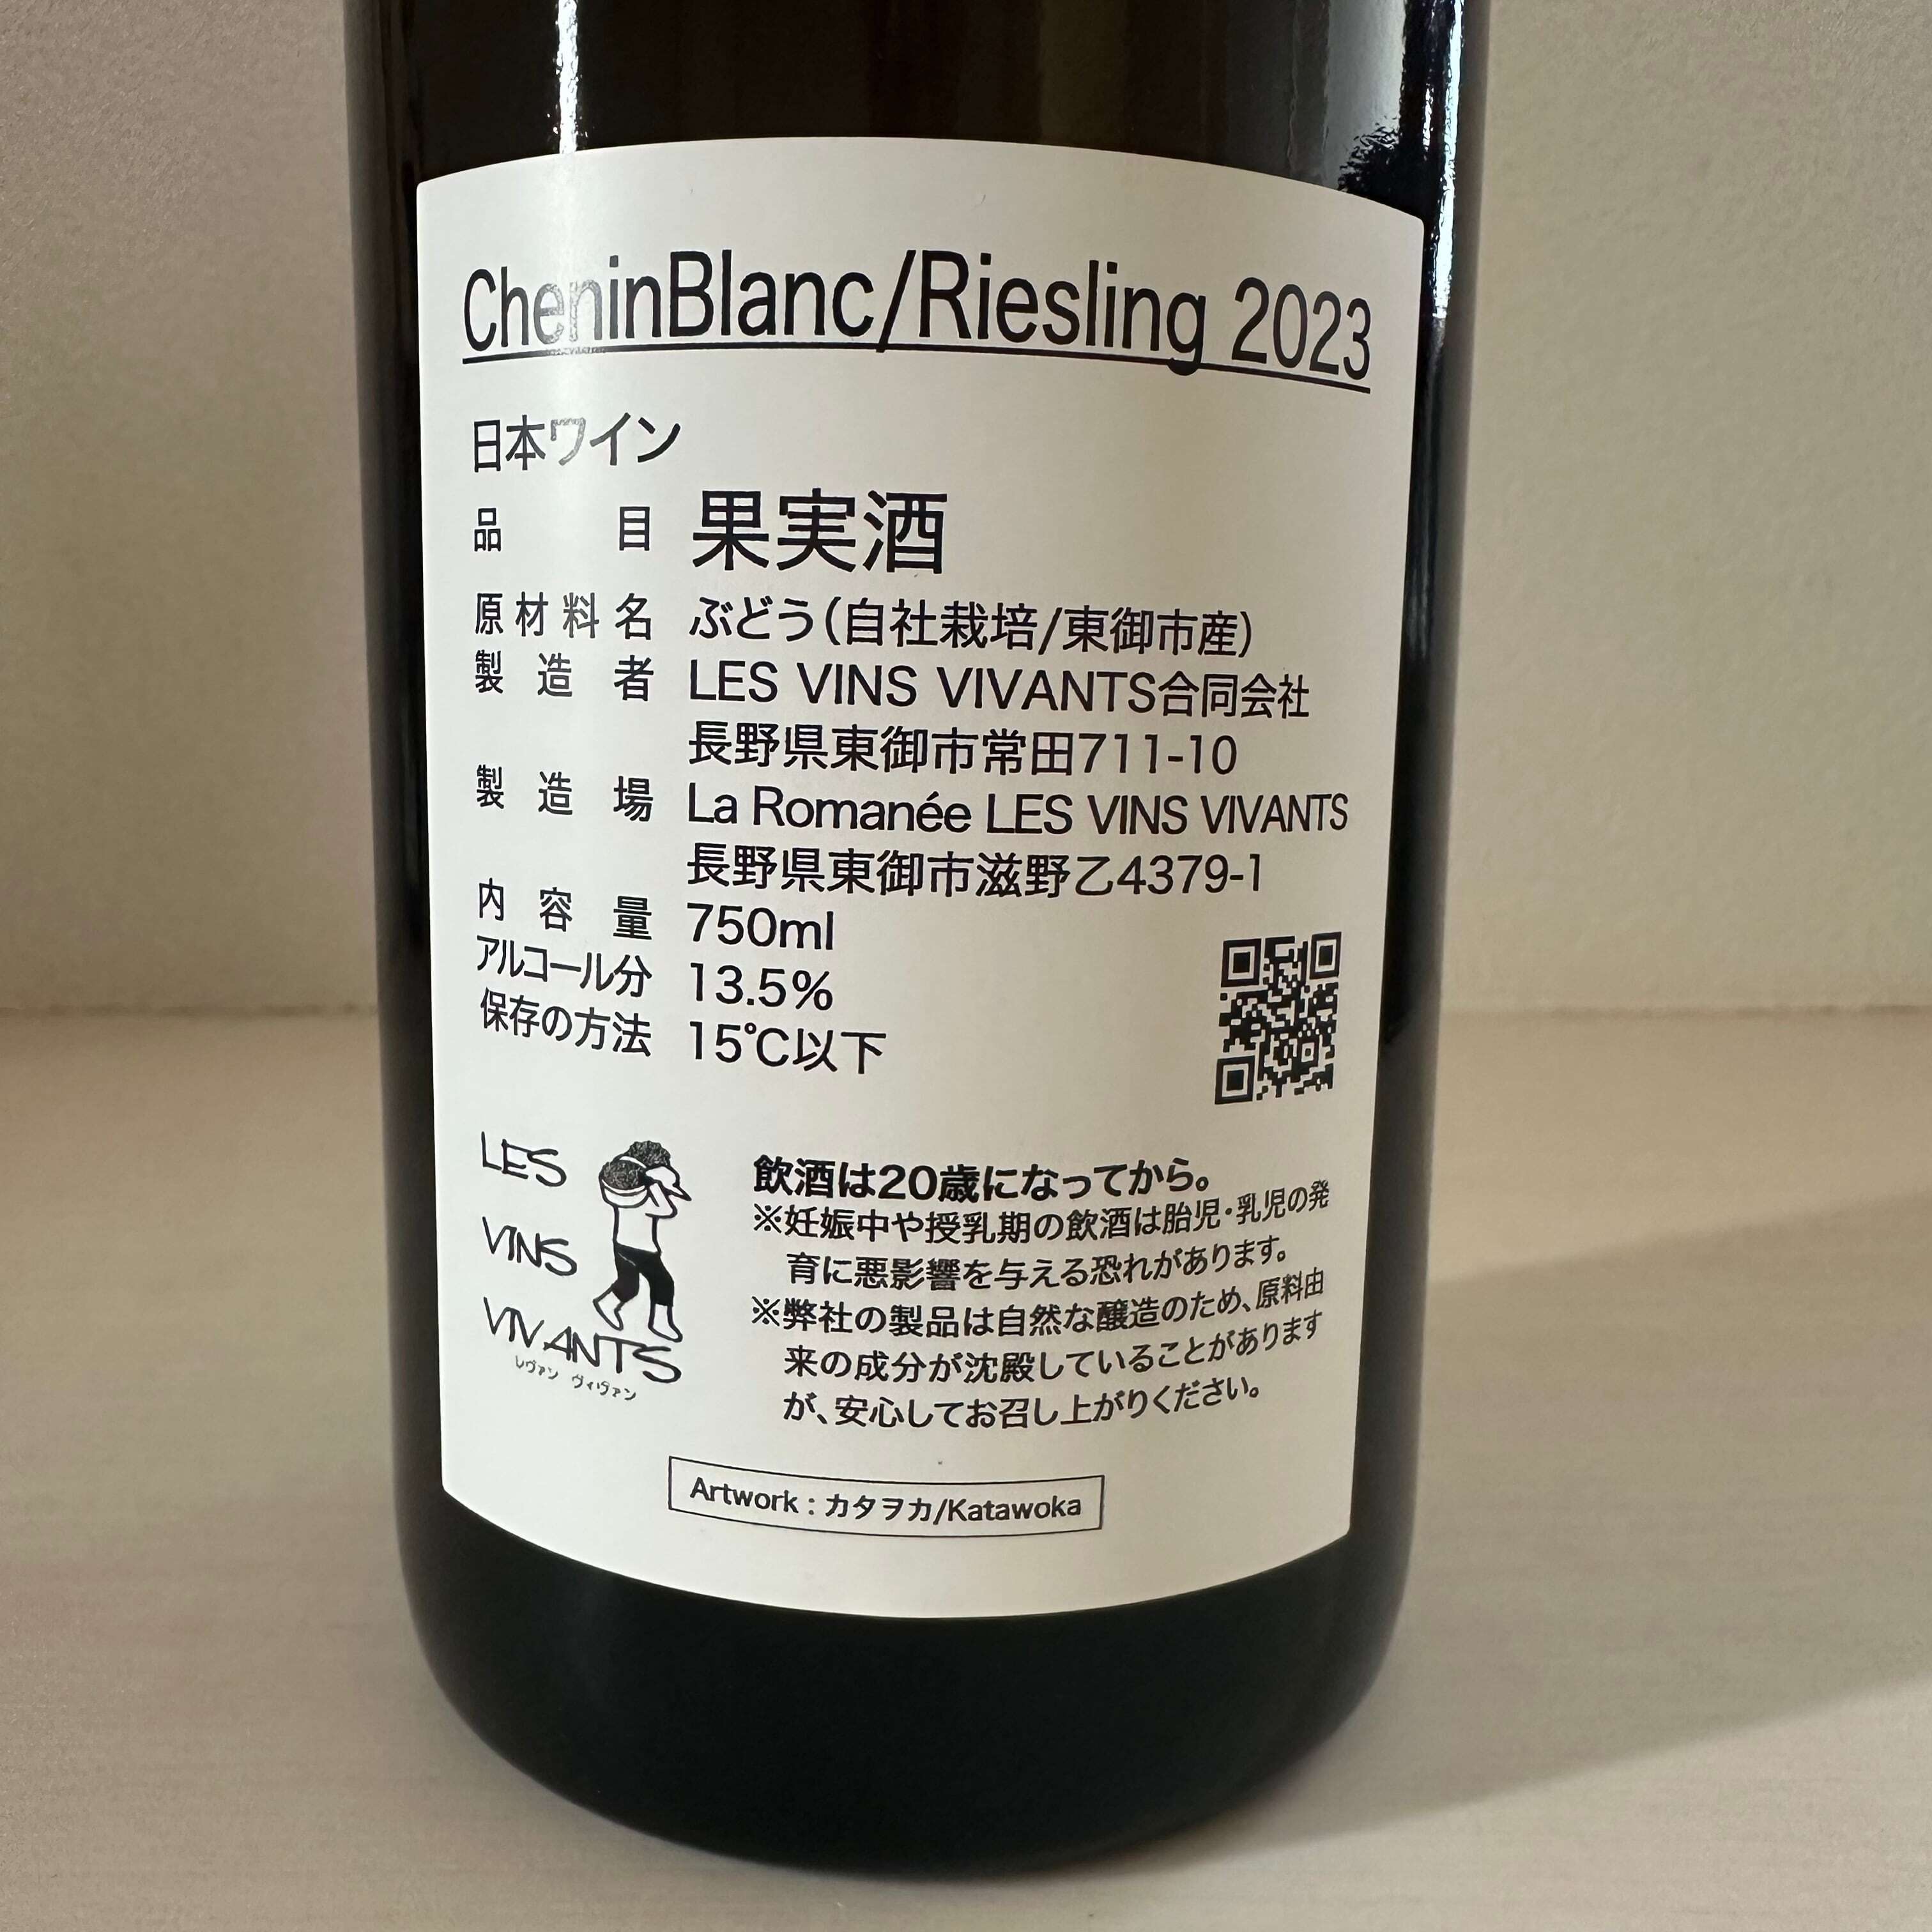 CheninBlanc/Riesling 2023
日本ワイン
品目 果実酒
原材料名 ぶどう(自社栽培/東御市産)
製造者 LES VINS VIVANTS合同会社
長野県東御市常田711-10
製造場 La Romanée LES VINS VIVANTS
長野県東御市滋野乙4379-1
内容量 750ml
アルコール分 13.5%
保存の方法 15℃以下
LES
VINS
VIVANTS
レヴァン ヴィヴァン
飲酒は20歳になってから。
※妊娠中や授乳期の飲酒は胎児・乳児の発
育に悪影響を与える恐れがあります。
※弊社の製品は自然な醸造のため、原料由
来の成分が沈殿していることがあります
が、安心してお召し上がりください。
Artwork : カタヲカ/Katawoka